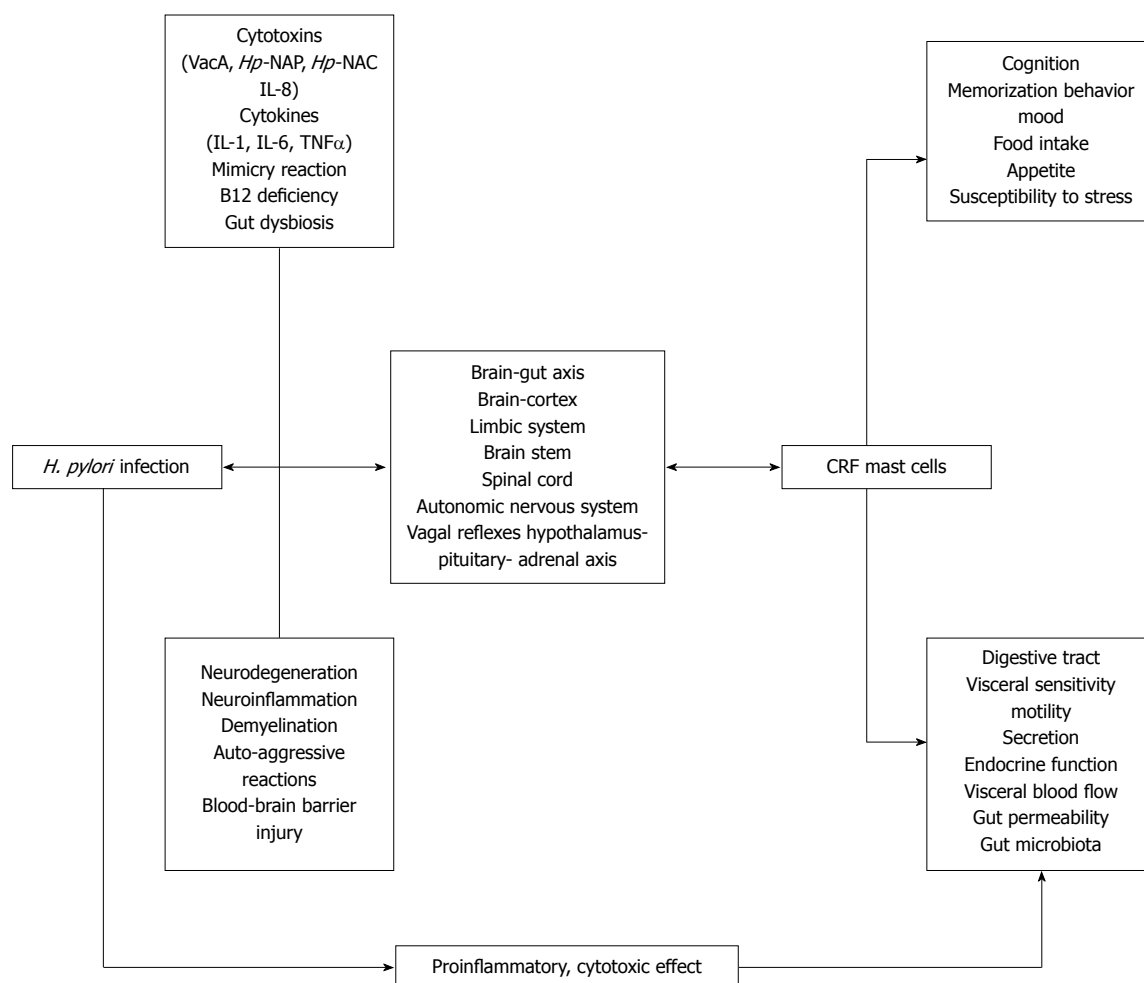 Cytotoxins
(VacA, Hp-NAP, Hp-NAC
IL-8)
Cytokines
(IL-1, IL-6, TNFα)
Mimicry reaction
B12 deficiency
Gut dysbiosis
Cognition
Memorization behavior
mood
Food intake
Appetite
Susceptibility to stress
H. pylori infection
Brain-gut axis
Brain-cortex
Limbic system
Brain stem
Spinal cord
Autonomic nervous system
Vagal reflexes hypothalamus-
pituitary- adrenal axis
CRF mast cells
Neurodegeneration
Neuroinflammation
Demyelination
Auto-aggressive
reactions
Blood-brain barrier
injury
Digestive tract
Visceral sensitivity
motility
Secretion
Endocrine function
Visceral blood flow
Gut permeability
Gut microbiota
Proinflammatory, cytotoxic effect